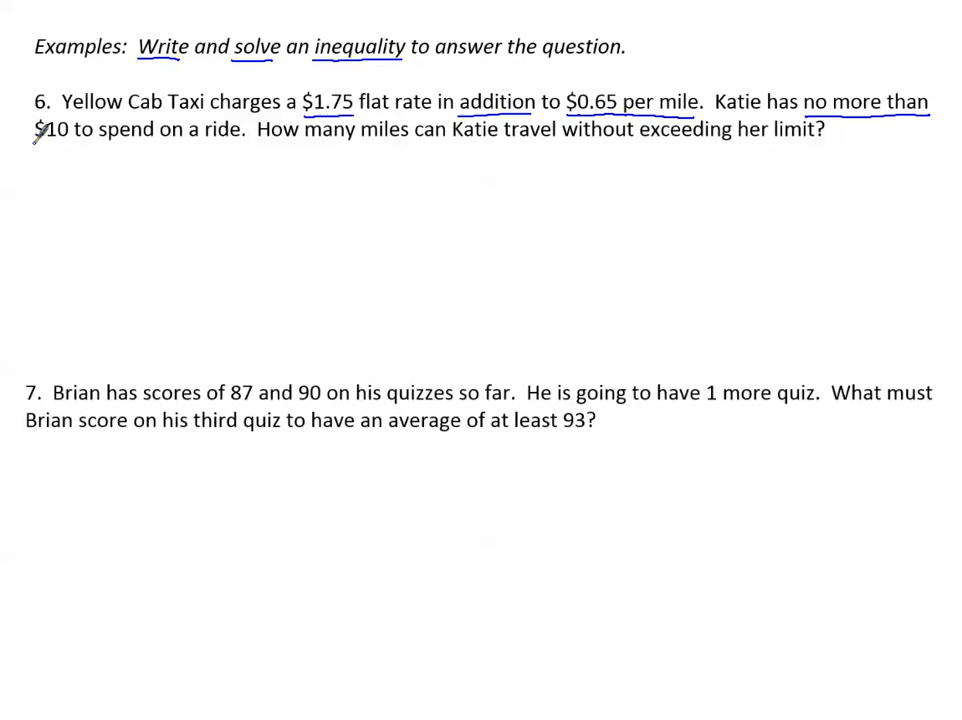 Examples: Write and solve an inequality to answer the question.
6. Yellow Cab Taxi charges a $1.75 flat rate in addition to $0.65 per mile. Katie has no more than
$10 to spend on a ride. How many miles can Katie travel without exceeding her limit?
7. Brian has scores of 87 and 90 on his quizzes so far. He is going to have 1 more quiz. What must
Brian score on his third quiz to have an average of at least 93?